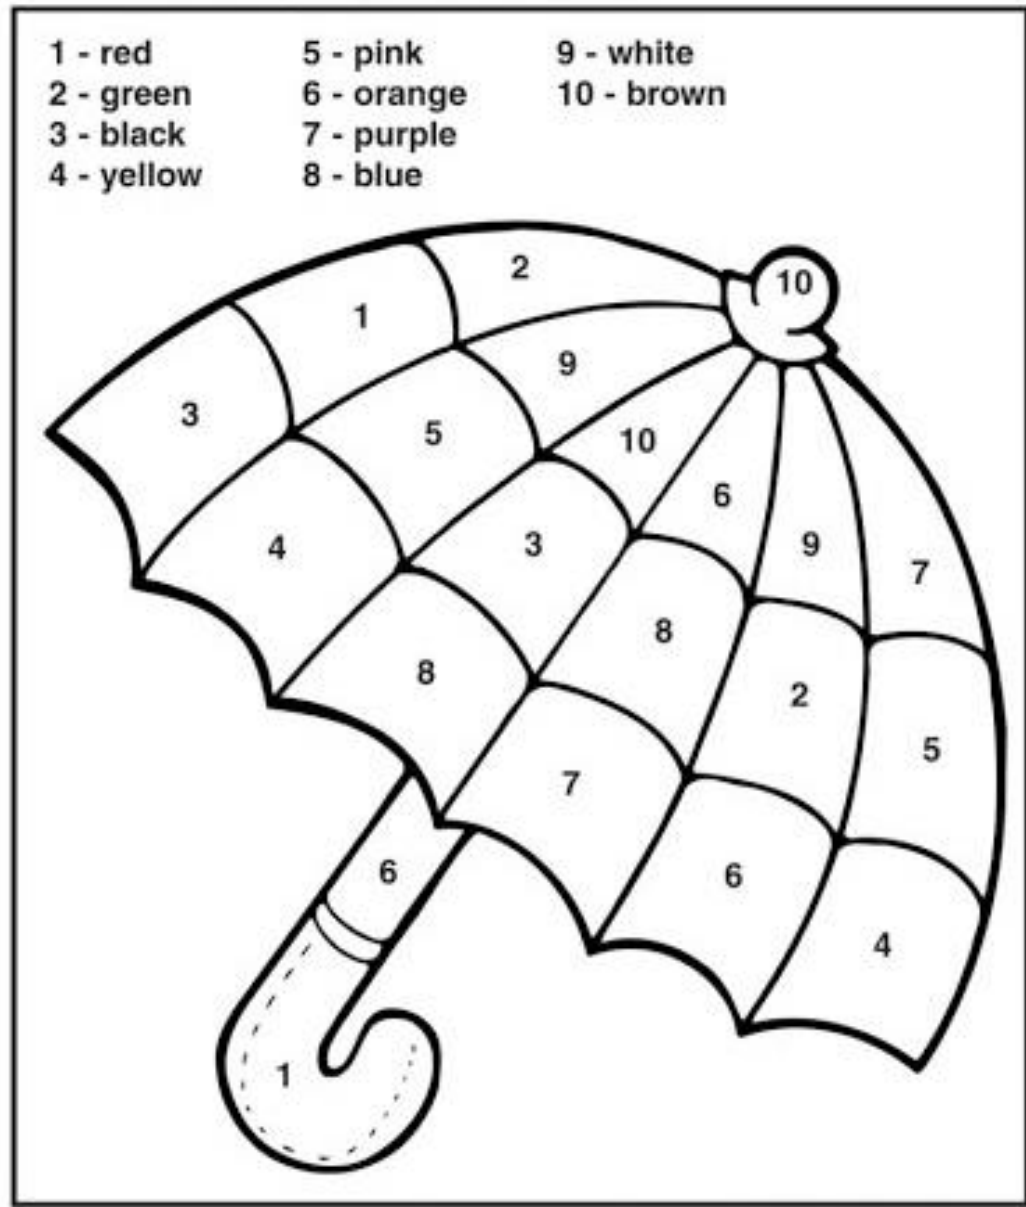 1 - red
2 - green
3 - black
4 - yellow
5 - pink
6 - orange
7 - purple
8 - blue
9 - white
10 - brown
2
10
1
9
3
5
10
6
4
3
9
7
8
8
2
5
7
6
6
4
1